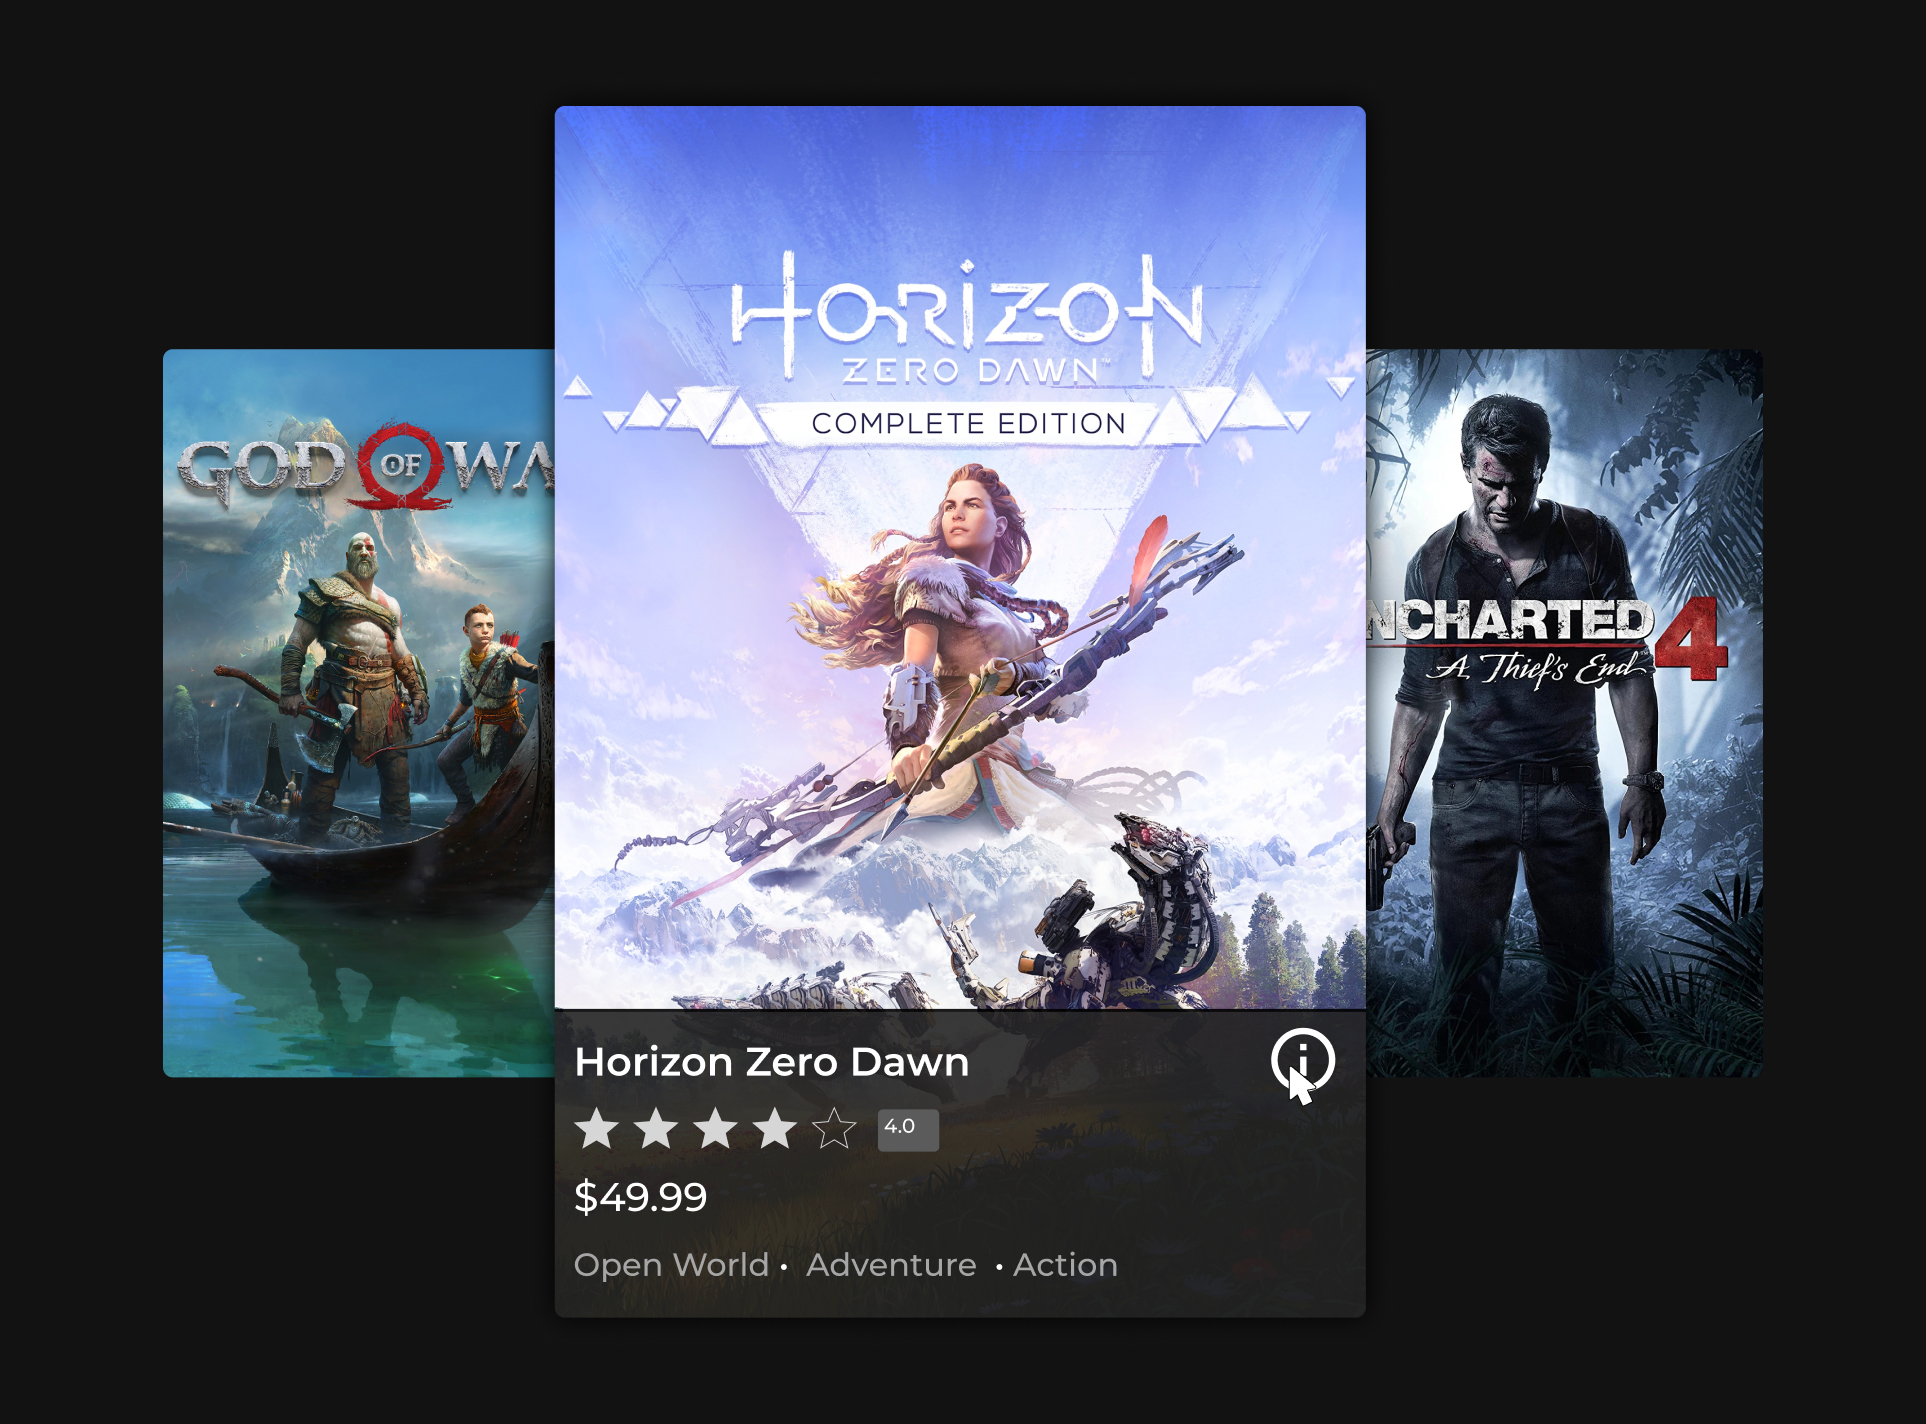 GOD OF WA
HORIZON
ZERO DAWN™
COMPLETE EDITION
NCHARTED 4
A Thief's End™
Horizon Zero Dawn
4.0
$49.99
Open World • Adventure • Action